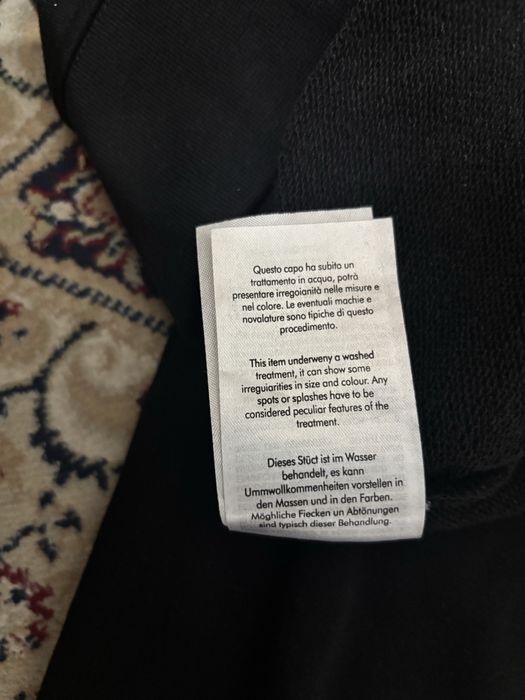 Questo capo ha subito un
trattamento in acqua, potrà
presentare irregoianità nelle misure e
nel colore. Le eventuali machie e
novalature sono tipiche di questo
procedimento.
This item underweny a washed
treatment, it can show some
irreguiarities in size and colour. Any
spots or splashes have to be
considered peculiar features of the
treatment.
Dieses Stüct ist im Wasser
behandelt, es kann
Ummwollkommenheiten vorstellen in
den Massen und in den Farben.
Möghliche Fiecken un Abtönungen
sind typisch dieser Behandlung.